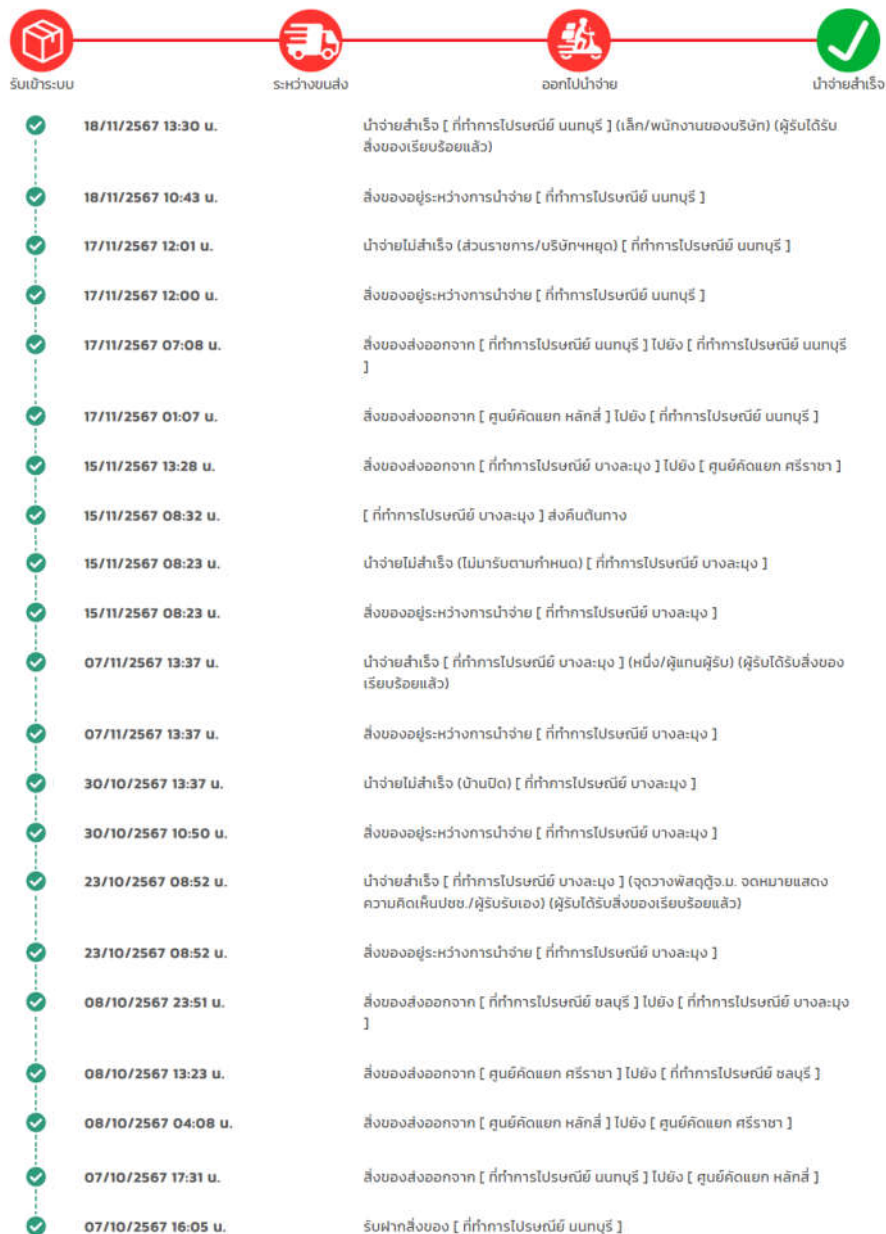 รับเข้าระบบ
ระหว่างขนส่ง
ออกไปนำจ่าย
นำจ่ายสำเร็จ
18/11/2567 13:30 น.
นำจ่ายสำเร็จ [ ที่ทำการไปรษณีย์ นนทบุรี ] (เล็ก/พนักงานของบริษัท) (ผู้รับได้รับ
สิ่งของเรียบร้อยแล้ว)
18/11/2567 10:43 น.
สิ่งของอยู่ระหว่างการนำจ่าย [ ที่ทำการไปรษณีย์ นนทบุรี ]
17/11/2567 12:01 น.
นำจ่ายไม่สำเร็จ (ส่วนราชการ/บริษัทฯหยุด) [ ที่ทำการไปรษณีย์ นนทบุรี ]
17/11/2567 12:00 น.
สิ่งของอยู่ระหว่างการนำจ่าย [ ที่ทำการไปรษณีย์ นนทบุรี ]
17/11/2567 07:08 น.
สิ่งของส่งออกจาก [ ที่ทำการไปรษณีย์ นนทบุรี ] ไปยัง [ ที่ทำการไปรษณีย์ นนทบุรี
]
17/11/2567 01:07 น.
สิ่งของส่งออกจาก [ ศูนย์คัดแยก หลักสี่ ] ไปยัง [ ที่ทำการไปรษณีย์ นนทบุรี ]
15/11/2567 13:28 น.
สิ่งของส่งออกจาก [ ที่ทำการไปรษณีย์ บางละมุง ] ไปยัง [ ศูนย์คัดแยก ศรีราชา ]
15/11/2567 08:32 น.
[ ที่ทำการไปรษณีย์ บางละมุง ] ส่งคืนต้นทาง
15/11/2567 08:23 น.
นำจ่ายไม่สำเร็จ (ไม่มารับตามกำหนด) [ ที่ทำการไปรษณีย์ บางละมุง ]
15/11/2567 08:23 น.
สิ่งของอยู่ระหว่างการนำจ่าย [ ที่ทำการไปรษณีย์ บางละมุง ]
07/11/2567 13:37 น.
นำจ่ายสำเร็จ [ ที่ทำการไปรษณีย์ บางละมุง ] (หนึ่ง/ผู้แทนผู้รับ) (ผู้รับได้รับสิ่งของ
เรียบร้อยแล้ว)
07/11/2567 13:37 น.
สิ่งของอยู่ระหว่างการนำจ่าย [ ที่ทำการไปรษณีย์ บางละมุง ]
30/10/2567 13:37 น.
นำจ่ายไม่สำเร็จ (บ้านปิด) [ ที่ทำการไปรษณีย์ บางละมุง ]
30/10/2567 10:50 น.
สิ่งของอยู่ระหว่างการนำจ่าย [ ที่ทำการไปรษณีย์ บางละมุง ]
23/10/2567 08:52 น.
นำจ่ายสำเร็จ [ ที่ทำการไปรษณีย์ บางละมุง ] (จุดวางพัสดุตู้จ.ม. จดหมายแสดง
ความคิดเห็นปชช./ผู้รับรับเอง) (ผู้รับได้รับสิ่งของเรียบร้อยแล้ว)
23/10/2567 08:52 น.
สิ่งของอยู่ระหว่างการนำจ่าย [ ที่ทำการไปรษณีย์ บางละมุง ]
08/10/2567 23:51 น.
สิ่งของส่งออกจาก [ ที่ทำการไปรษณีย์ ชลบุรี ] ไปยัง [ ที่ทำการไปรษณีย์ บางละมุง
]
08/10/2567 13:23 น.
สิ่งของส่งออกจาก [ ศูนย์คัดแยก ศรีราชา ] ไปยัง [ ที่ทำการไปรษณีย์ ชลบุรี ]
08/10/2567 04:08 น.
สิ่งของส่งออกจาก [ ศูนย์คัดแยก หลักสี่ ] ไปยัง [ ศูนย์คัดแยก ศรีราชา ]
07/10/2567 17:31 น.
สิ่งของส่งออกจาก [ ที่ทำการไปรษณีย์ นนทบุรี ] ไปยัง [ ศูนย์คัดแยก หลักสี่ ]
07/10/2567 16:05 น.
รับฝากสิ่งของ [ ที่ทำการไปรษณีย์ นนทบุรี ]